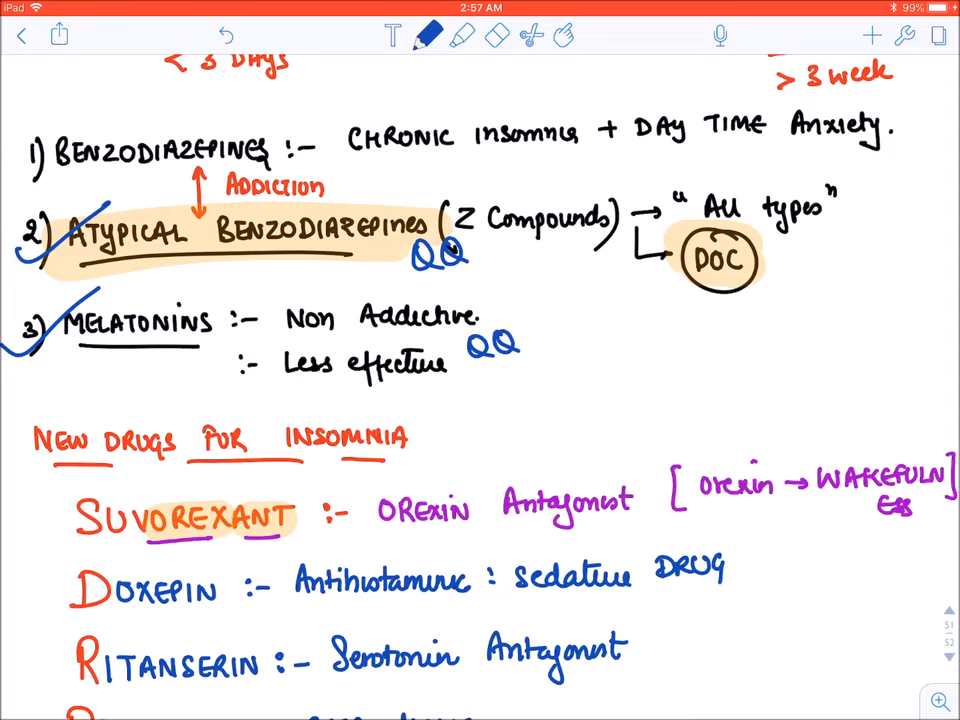 iPad 2:57 AM 99%
T
< 3 DAYS
> 3 week
1) BENZODIAZEPINES :- CHRONIC Insomnia + DAY TIME Anxiety.
ADDICTION
2) ATYPICAL BENZODIAZEPINES (Z Compounds) → "All types"
QQ DOC
3) MELATONINS :- Non Addictive.
:- Less effective QQ
NEW DRUGS FOR INSOMNIA
SUVOREXANT :- OREXIN Antagonist [Orexin → WAKEFULN
ESS]
DOXEPIN :- Antihistaminic : sedative DRUG
RITANSERIN :- Serotonin Antagonist
51
52